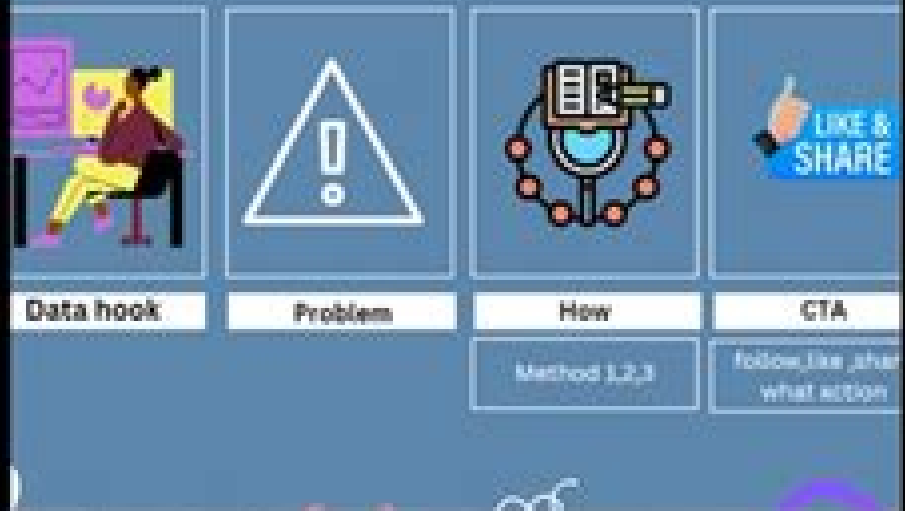 LIKE &
SHARE
Data hook
Problem
How
CTA
Method 1,2,3
follow,like ,shar
what action